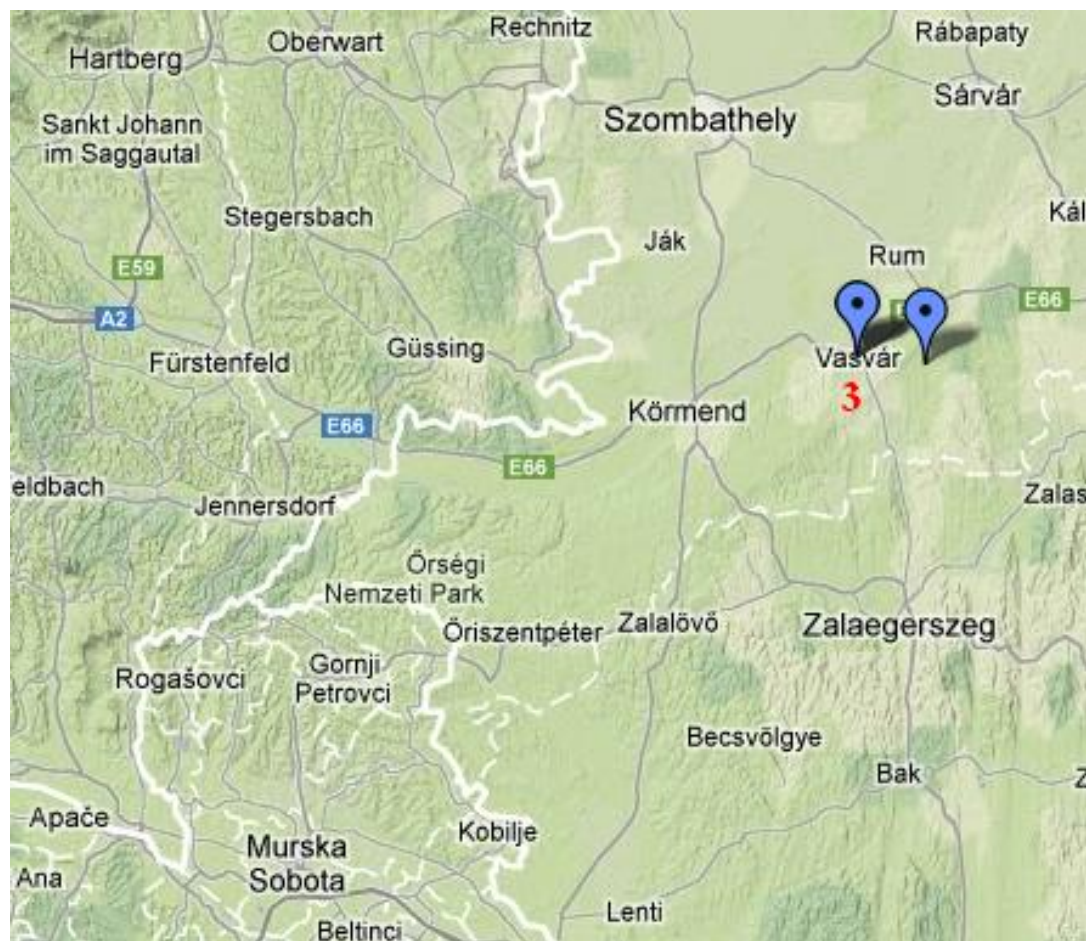 Rechnitz
Oberwart
Hartberg
Rábapaty
Sárvár
Szombathely
Sankt Johann
im Saggautal
Stegersbach
Kál
Ják
Rum
E59
E66
A2
Güssing
Fürstenfeld
Vasvár
3
Körmend
E66
E66
eldbach
Jennersdorf
Zalas
Őrségi
Nemzeti Park
Őriszentpéter
Zalalövő
Zalaegerszeg
Gornji
Petrovci
Rogašovci
Becsvölgye
Bak
Z
Apače
Kobilje
Murska
Sobota
Ana
Lenti
Beltinci